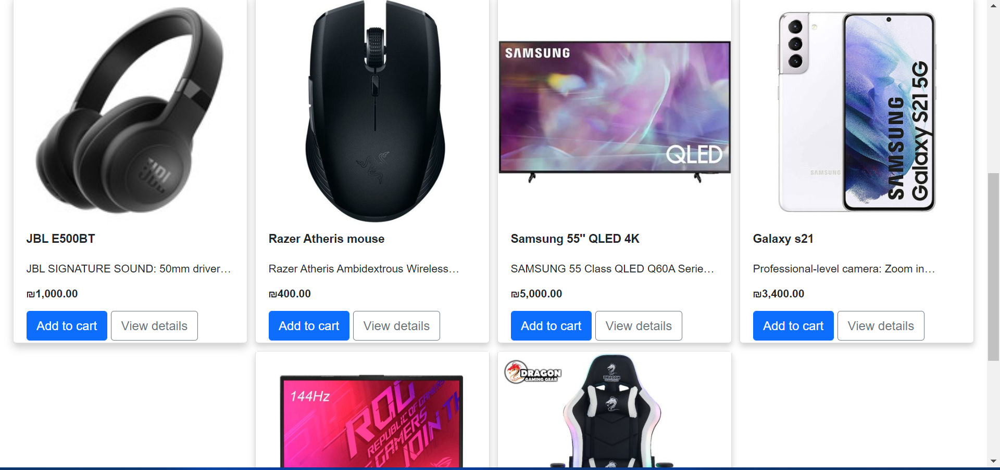 JBL
SAMSUNG
QLED
SAMSUNG
SAMSUNG
Galaxy S21 5G
JBL E500BT
Razer Atheris mouse
Samsung 55" QLED 4K
Galaxy s21
JBL SIGNATURE SOUND: 50mm driver…
Razer Atheris Ambidextrous Wireless…
SAMSUNG 55 Class QLED Q60A Serie…
Professional-level camera: Zoom in…
₪1,000.00
₪400.00
₪5,000.00
₪3,400.00
Add to cart View details
Add to cart View details
Add to cart View details
Add to cart View details
144Hz
ROG
REPUBLIC OF GAMERS
GAMERS
JOIN TH
DRAGON
GAMING GEAR
DRAGON